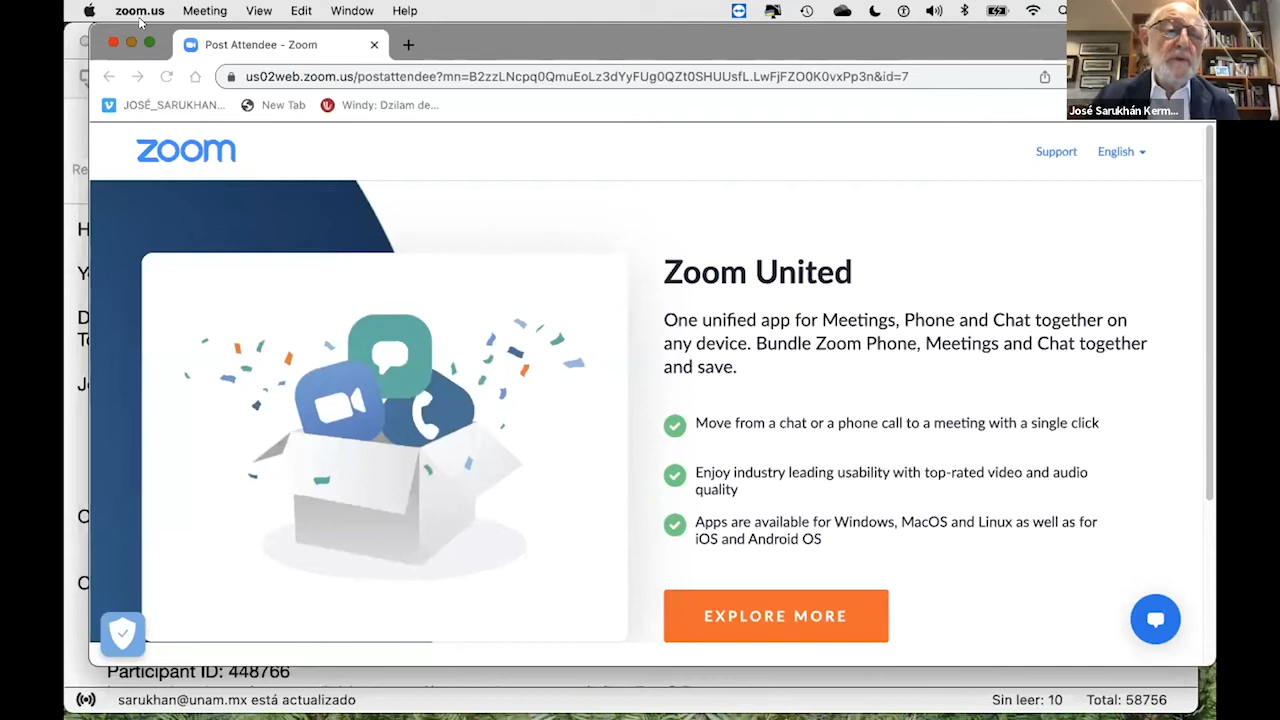 zoom.us Meeting View Edit Window Help
Post Attendee - Zoom
us02web.zoom.us/postattendee?mn=B2zzLNopq0QmuEoLz3dYyFUg0QZt0SHUUsfL.LwFjFZO0K0vxPp3n&id=7
JOSÉ_SARUKHAN... New Tab Windy: Dzilam de...
José Sarukhán Kerm...
zoom
Support English
Re
H
Zoom United
One unified app for Meetings, Phone and Chat together on
any device. Bundle Zoom Phone, Meetings and Chat together
and save.
Move from a chat or a phone call to a meeting with a single click
Enjoy industry leading usability with top-rated video and audio
quality
Apps are available for Windows, MacOS and Linux as well as for
iOS and Android OS
EXPLORE MORE
Participant ID: 448766
sarukhan@unam.mx está actualizado Sin leer: 10 Total: 58756